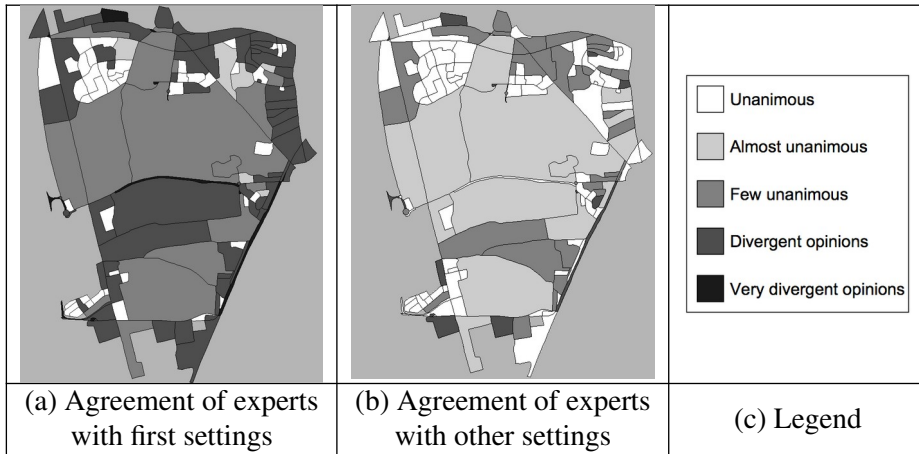 Unanimous
Almost unanimous
Few unanimous
Divergent opinions
Very divergent opinions
(a) Agreement of experts
with first settings
(b) Agreement of experts
with other settings
(c) Legend